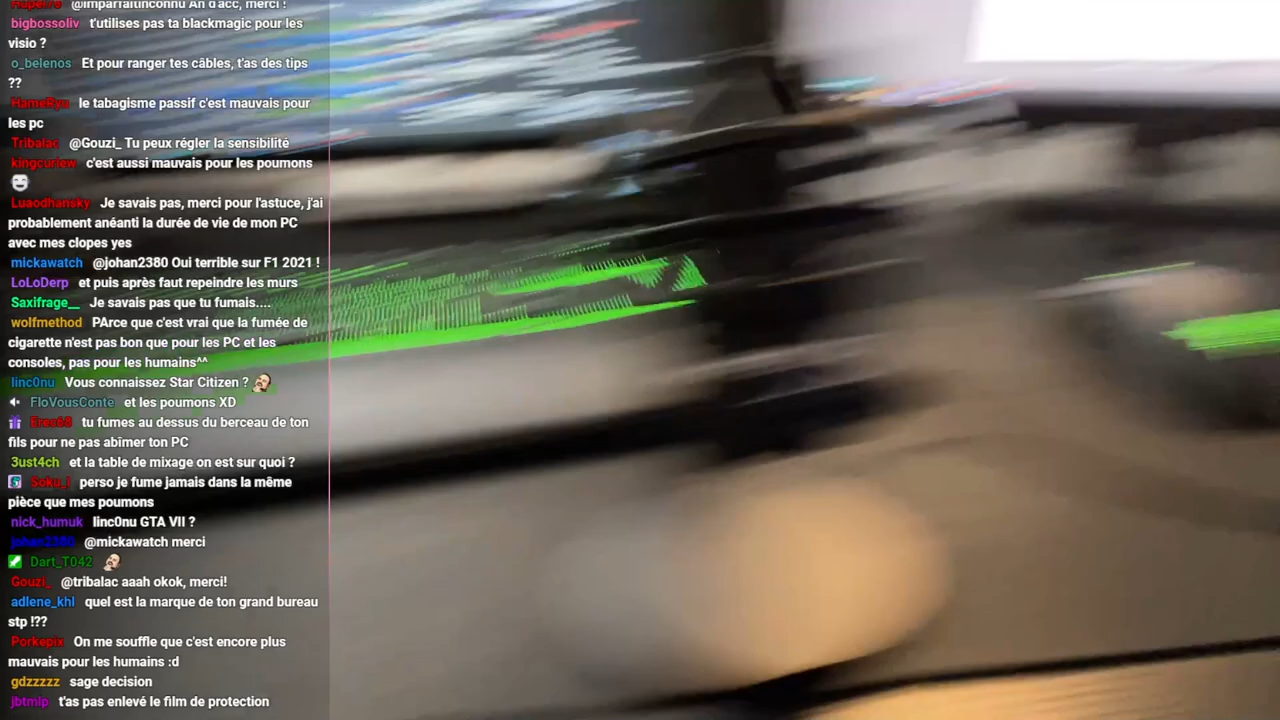 @imparfaitinconnu Ah d'acc, merci !
bigbossoliv t'utilises pas ta blackmagic pour les
visio ?
o_belenos Et pour ranger tes câbles, t'as des tips
??
HameRyu le tabagisme passif c'est mauvais pour
les pc
Tribalac @Gouzi_ Tu peux régler la sensibilité
kingcurlew c'est aussi mauvais pour les poumons
Luaodhansky Je savais pas, merci pour l'astuce, j'ai
probablement anéanti la durée de vie de mon PC
avec mes clopes yes
mickawatch @johan2380 Oui terrible sur F1 2021 !
LoLoDerp et puis après faut repeindre les murs
Saxifrage__ Je savais pas que tu fumais....
wolfmethod PArce que c'est vrai que la fumée de
cigarette n'est pas bon que pour les PC et les
consoles, pas pour les humains^^
linc0nu Vous connaissez Star Citizen ?
FloVousConte et les poumons XD
Eres68 tu fumes au dessus du berceau de ton
fils pour ne pas abîmer ton PC
3ust4ch et la table de mixage on est sur quoi ?
Soku_i perso je fume jamais dans la même
pièce que mes poumons
nick_humuk linc0nu GTA VII ?
johan2380 @mickawatch merci
Dart_T042
Gouzi_ @tribalac aaah okok, merci!
adlene_khl quel est la marque de ton grand bureau
stp !??
Porkepix On me souffle que c'est encore plus
mauvais pour les humains :d
gdzzzzz sage decision
jbtmip t'as pas enlevé le film de protection